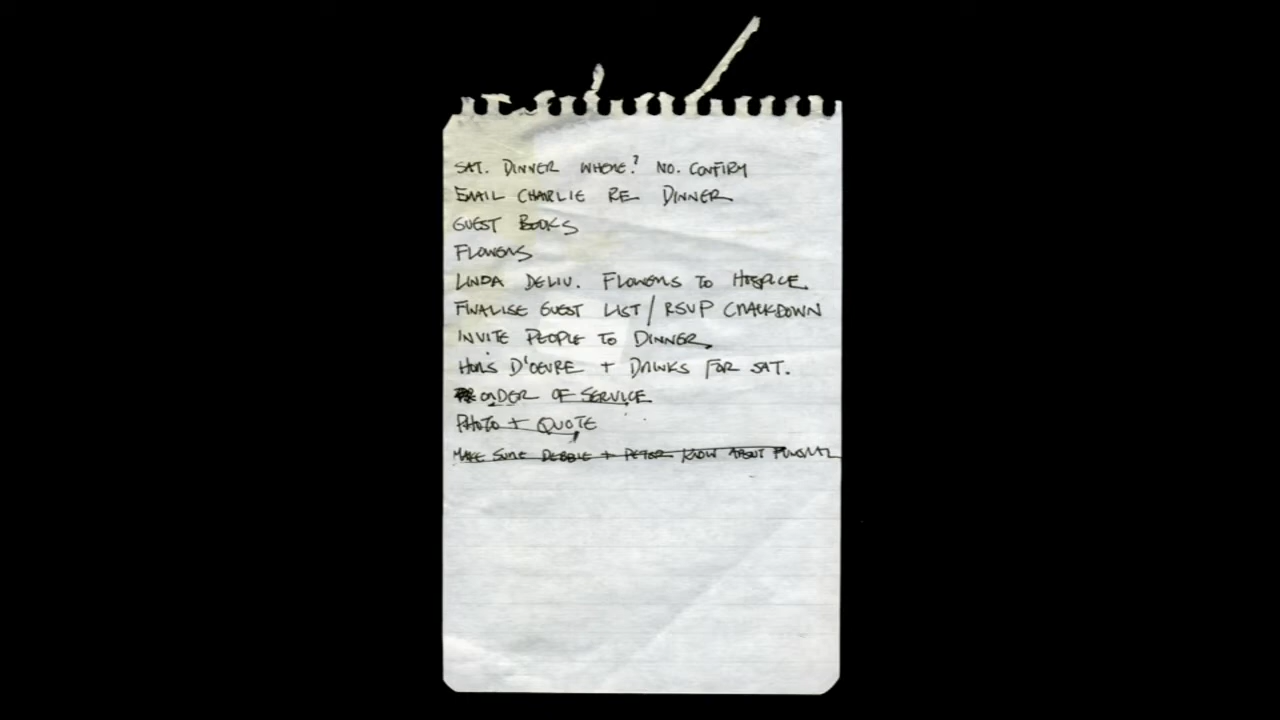 SAT. DINNER WHERE? NO. CONFIRM
EMAIL CHARLIE RE DINNER
GUEST BOOKS
FLOWERS
LINDA DELIV. FLOWERS TO HOSPICE.
FINALISE GUEST LIST / RSVP CRACKDOWN
INVITE PEOPLE TO DINNER
HORS D'OEVRE + DRINKS FOR SAT.
ORDER OF SERVICE
PHOTO + QUOTE
MAKE SURE DEBBIE + PETER KNOW ABOUT FUNERAL